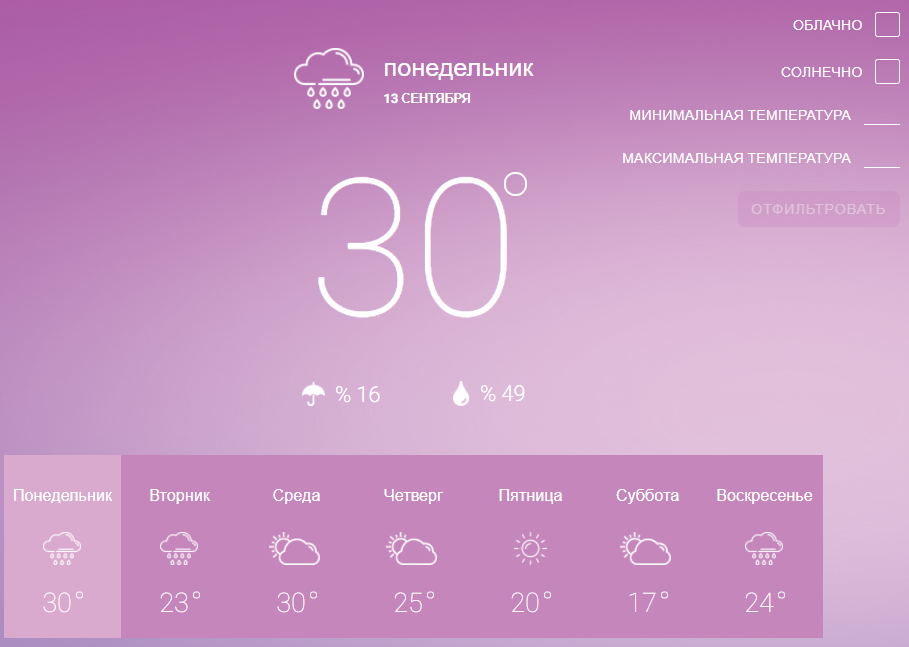 ОБЛАЧНО
СОЛНЕЧНО
МИНИМАЛЬНАЯ ТЕМПЕРАТУРА
МАКСИМАЛЬНАЯ ТЕМПЕРАТУРА
ОТФИЛЬТРОВАТЬ
понедельник
13 СЕНТЯБРЯ
30°
% 16 % 49
Понедельник Вторник Среда Четверг Пятница Суббота Воскресенье
30° 23° 30° 25° 20° 17° 24°